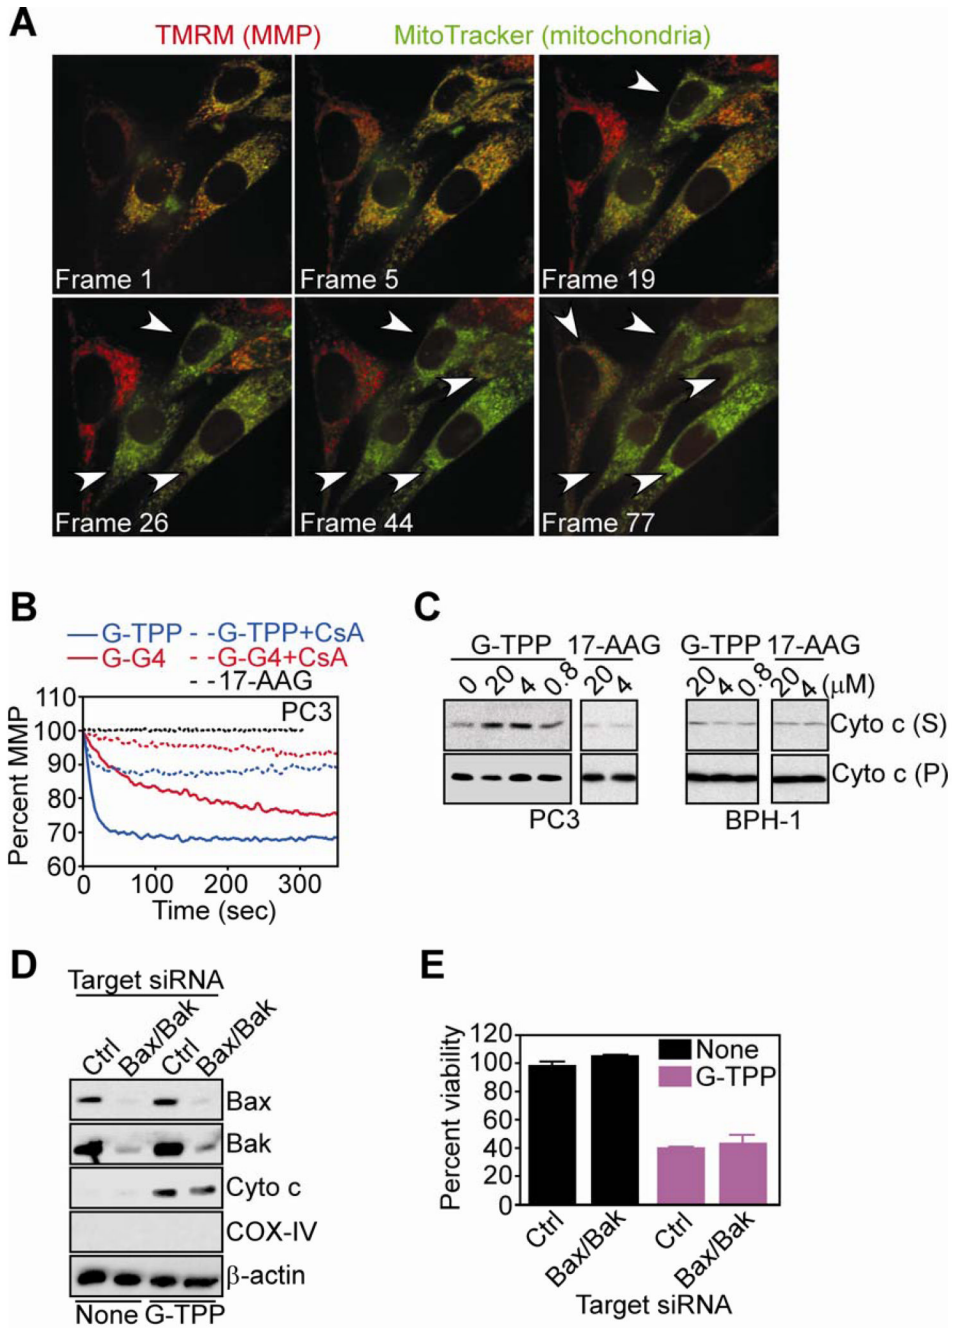 A
TMRM (MMP) MitoTracker (mitochondria)
Frame 1 Frame 5 Frame 19
Frame 26 Frame 44 Frame 77
B
G-TPP - -G-TPP+CsA
G-G4 - -G-G4+CsA
- -17-AAG
PC3
Percent MMP
110
100
90
80
70
60
0 100 200 300
Time (sec)
C
G-TPP 17-AAG G-TPP 17-AAG
0 20 4 0.8 20 4 20 4 0.8 20 4 (μM)
Cyto c (S)
Cyto c (P)
PC3 BPH-1
D
Target siRNA
Ctrl Bax/Bak Ctrl Bax/Bak
Bax
Bak
Cyto c
COX-IV
β-actin
None G-TPP
E
Percent viability
120
100
80
60
40
20
0
None
G-TPP
Ctrl Bax/Bak Ctrl Bax/Bak
Target siRNA